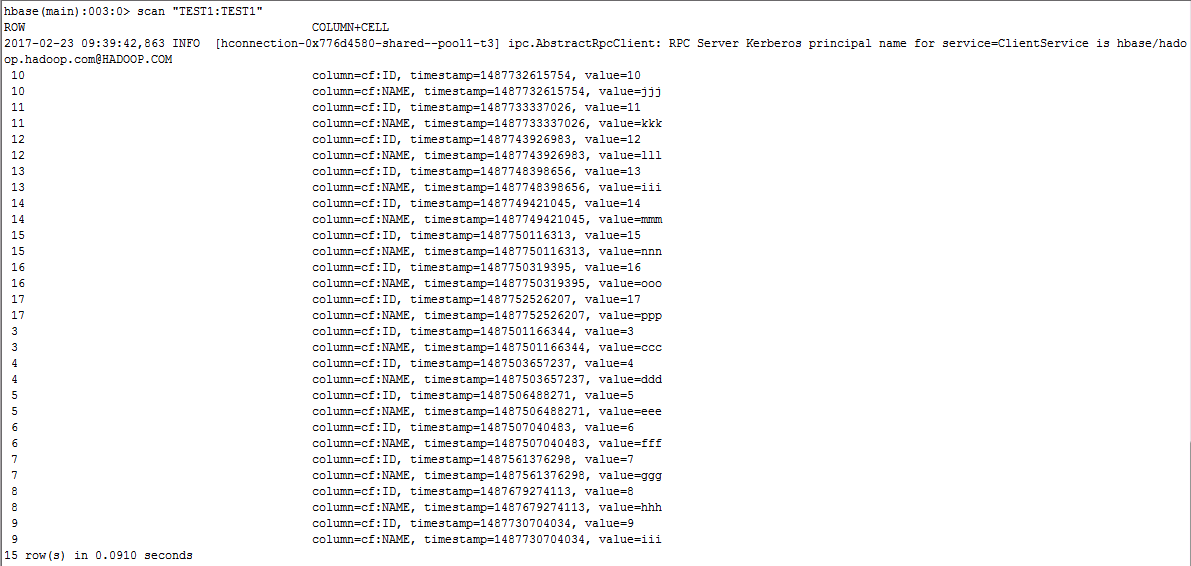 hbase(main):003:0> scan "TEST1:TEST1"
ROW COLUMN+CELL
2017-02-23 09:39:42,863 INFO [hconnection-0x776d4580-shared--pool1-t3] ipc.AbstractRpcClient: RPC Server Kerberos principal name for service=ClientService is hbase/hado
op.hadoop.com@HADOOP.COM
10 column=cf:ID, timestamp=1487732615754, value=10
10 column=cf:NAME, timestamp=1487732615754, value=jjj
11 column=cf:ID, timestamp=1487733337026, value=11
11 column=cf:NAME, timestamp=1487733337026, value=kkk
12 column=cf:ID, timestamp=1487743926983, value=12
12 column=cf:NAME, timestamp=1487743926983, value=lll
13 column=cf:ID, timestamp=1487748398656, value=13
13 column=cf:NAME, timestamp=1487748398656, value=iii
14 column=cf:ID, timestamp=1487749421045, value=14
14 column=cf:NAME, timestamp=1487749421045, value=mmm
15 column=cf:ID, timestamp=1487750116313, value=15
15 column=cf:NAME, timestamp=1487750116313, value=nnn
16 column=cf:ID, timestamp=1487750319395, value=16
16 column=cf:NAME, timestamp=1487750319395, value=ooo
17 column=cf:ID, timestamp=1487752526207, value=17
17 column=cf:NAME, timestamp=1487752526207, value=ppp
3 column=cf:ID, timestamp=1487501166344, value=3
3 column=cf:NAME, timestamp=1487501166344, value=ccc
4 column=cf:ID, timestamp=1487503657237, value=4
4 column=cf:NAME, timestamp=1487503657237, value=ddd
5 column=cf:ID, timestamp=1487506488271, value=5
5 column=cf:NAME, timestamp=1487506488271, value=eee
6 column=cf:ID, timestamp=1487507040483, value=6
6 column=cf:NAME, timestamp=1487507040483, value=fff
7 column=cf:ID, timestamp=1487561376298, value=7
7 column=cf:NAME, timestamp=1487561376298, value=ggg
8 column=cf:ID, timestamp=1487679274113, value=8
8 column=cf:NAME, timestamp=1487679274113, value=hhh
9 column=cf:ID, timestamp=1487730704034, value=9
9 column=cf:NAME, timestamp=1487730704034, value=iii
15 row(s) in 0.0910 seconds